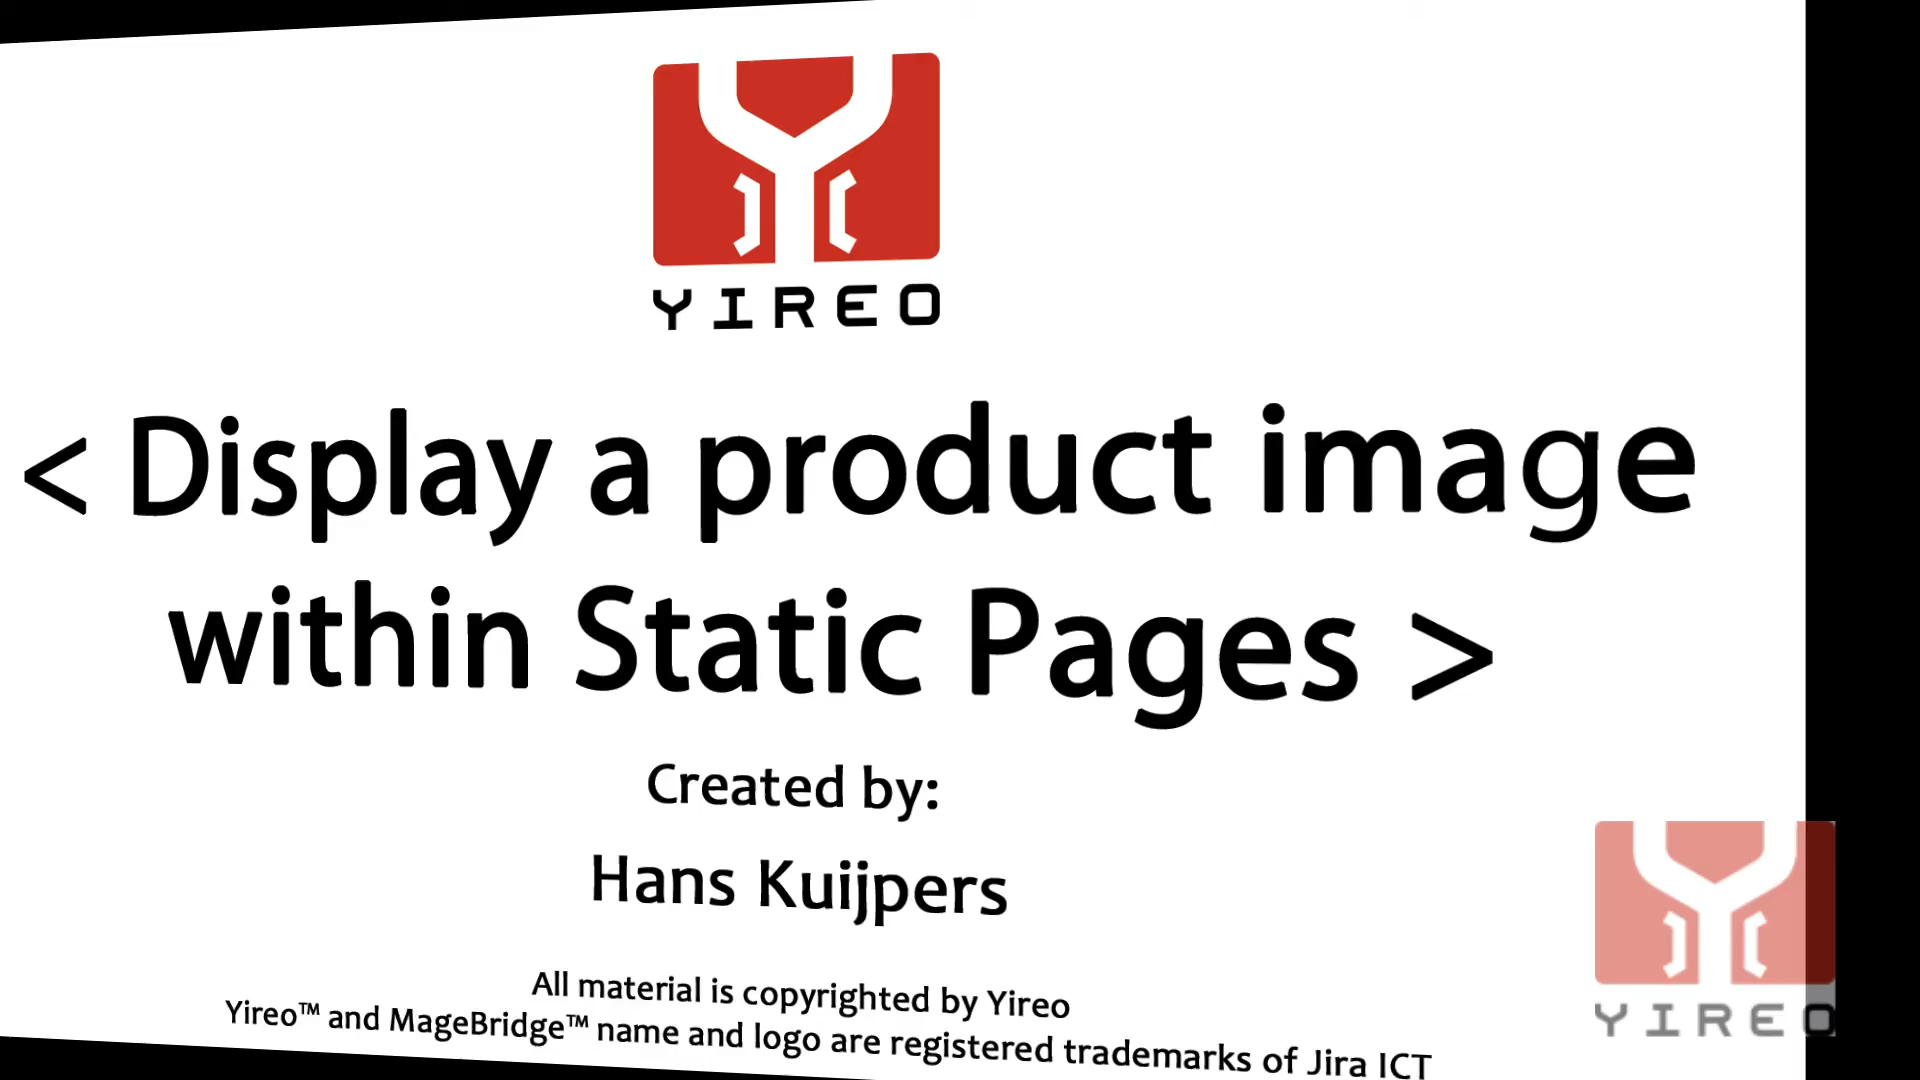 YIREO
< Display a product image
within Static Pages >
Created by:
Hans Kuijpers
All material is copyrighted by Yireo
Yireo™ and MageBridge™ name and logo are registered trademarks of Jira ICT
YIREO